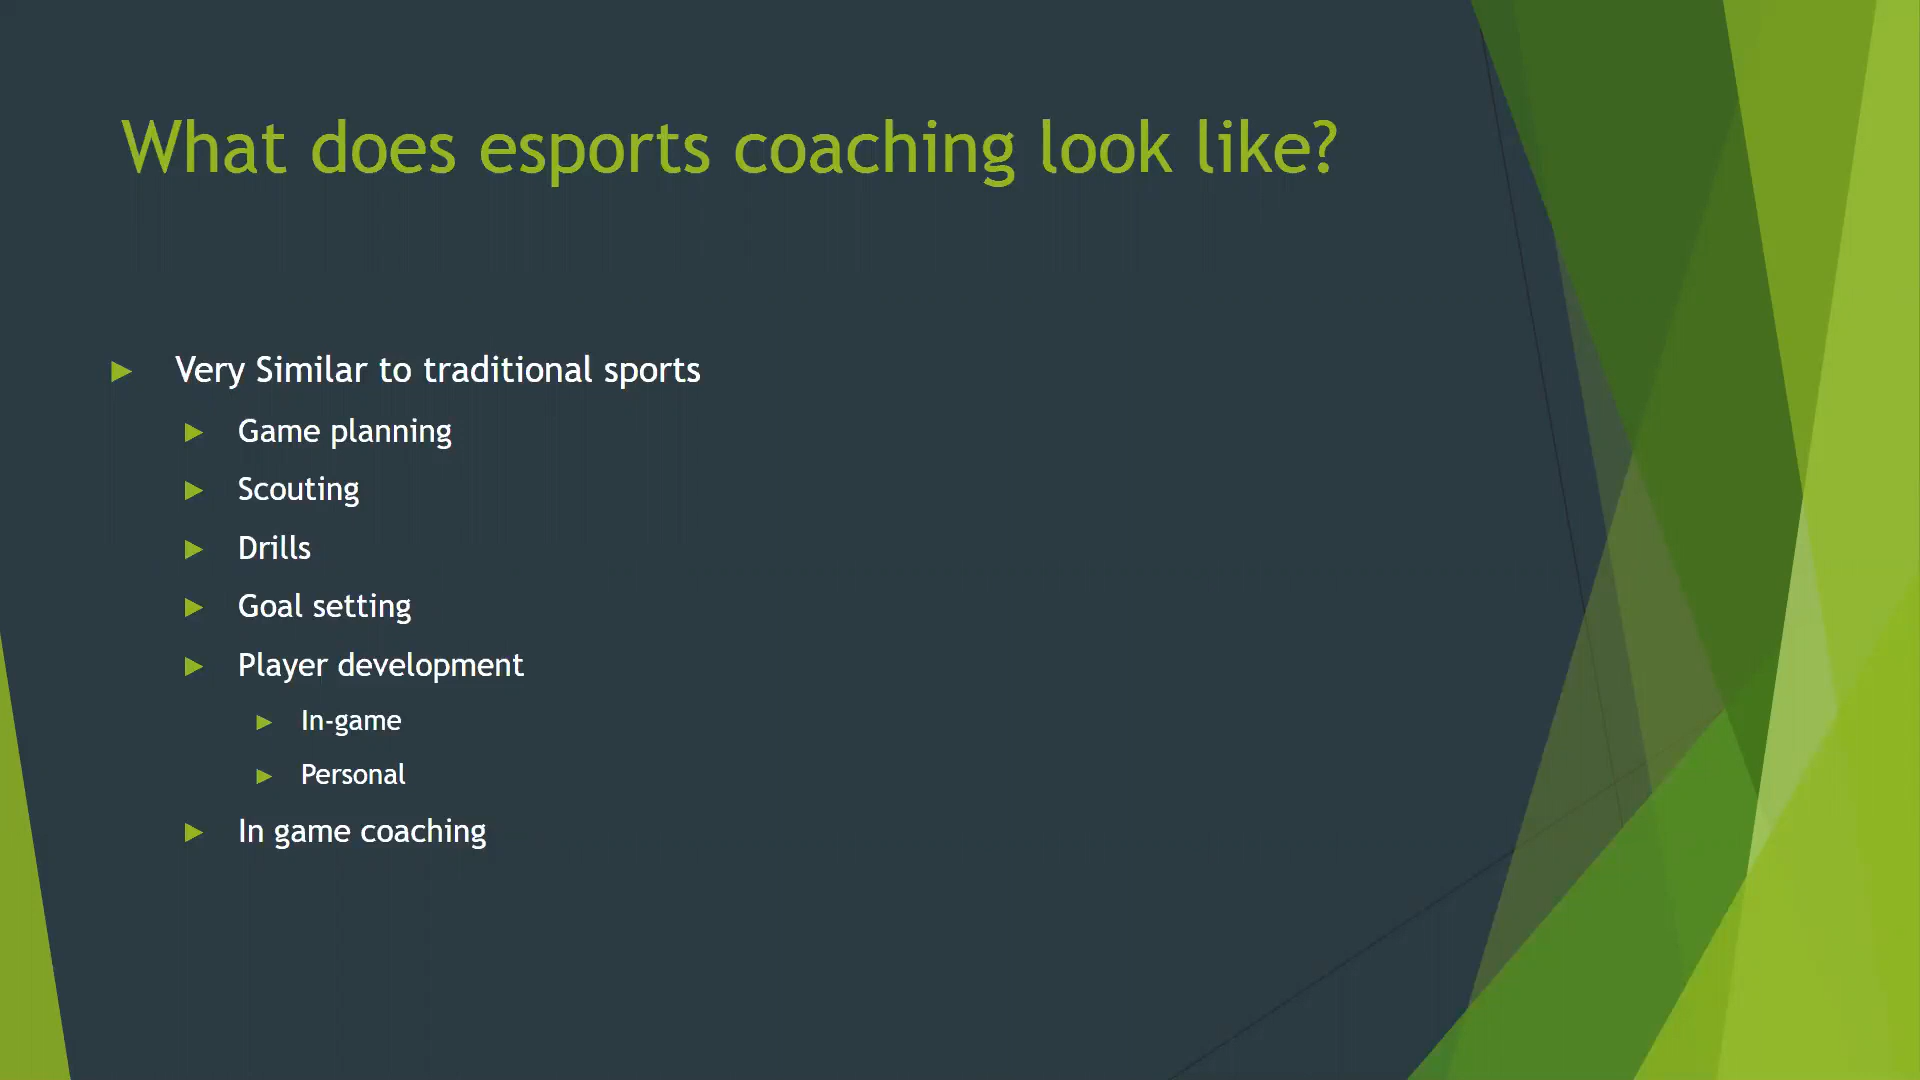 What does esports coaching look like?
Very Similar to traditional sports
Game planning
Scouting
Drills
Goal setting
Player development
In-game
Personal
In game coaching